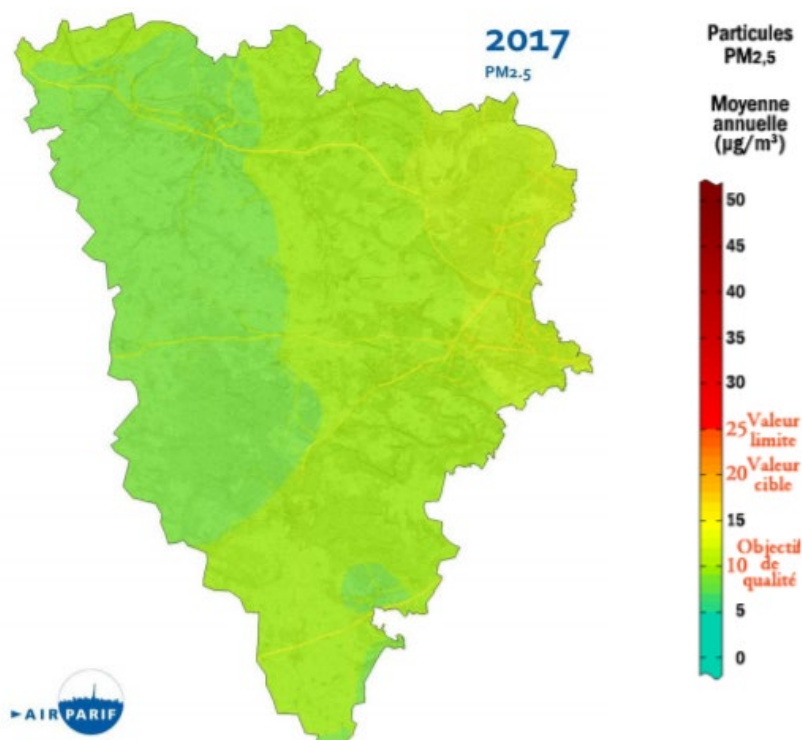 2017
PM2.5
Particules
PM2,5
Moyenne
annuelle
(µg/m³)
50
45
40
35
30
25 Valeur
limite
20 Valeur
cible
15
Objectif
10 de
qualité
5
0
AIRPARIF